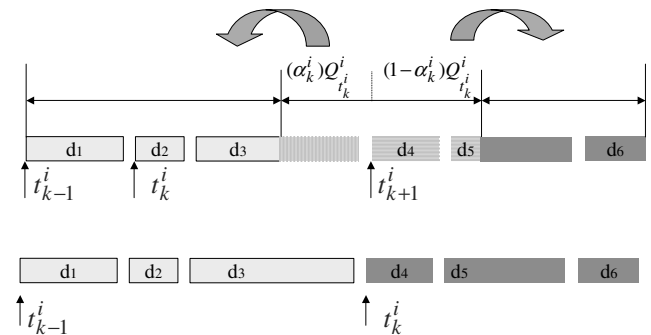 (α_k^i)Q_{t_k^i}^i (1-α_k^i)Q_{t_k^i}^i
d1 d2 d3 d4 d5 d6
t_{k-1}^i t_k^i t_{k+1}^i
d1 d2 d3 d4 d5 d6
t_{k-1}^i t_k^i